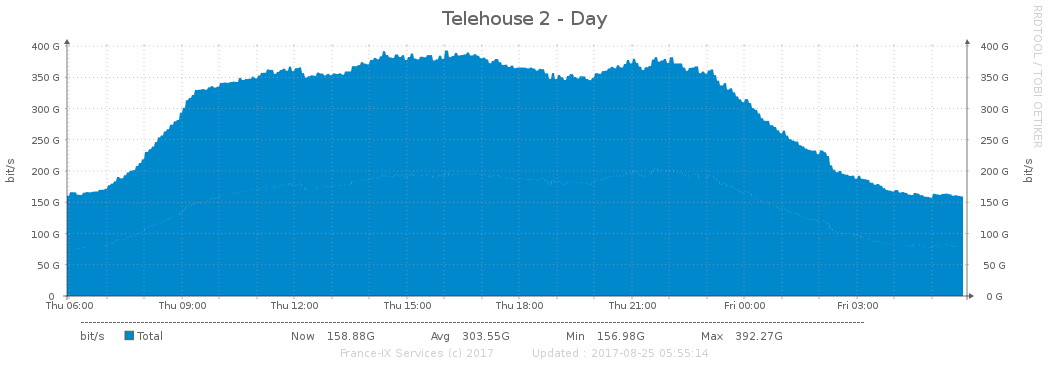 Telehouse 2 - Day
RRDTOOL / TOBI OETIKER
bit/s
400 G 400 G
350 G 350 G
300 G 300 G
250 G 250 G
200 G 200 G
150 G 150 G
100 G 100 G
50 G 50 G
0 0 G
bit/s
Thu 06:00 Thu 09:00 Thu 12:00 Thu 15:00 Thu 18:00 Thu 21:00 Fri 00:00 Fri 03:00
bit/s Total Now 158.88G Avg 303.55G Min 156.98G Max 392.27G
France-IX Services (c) 2017 Updated : 2017-08-25 05:55:14